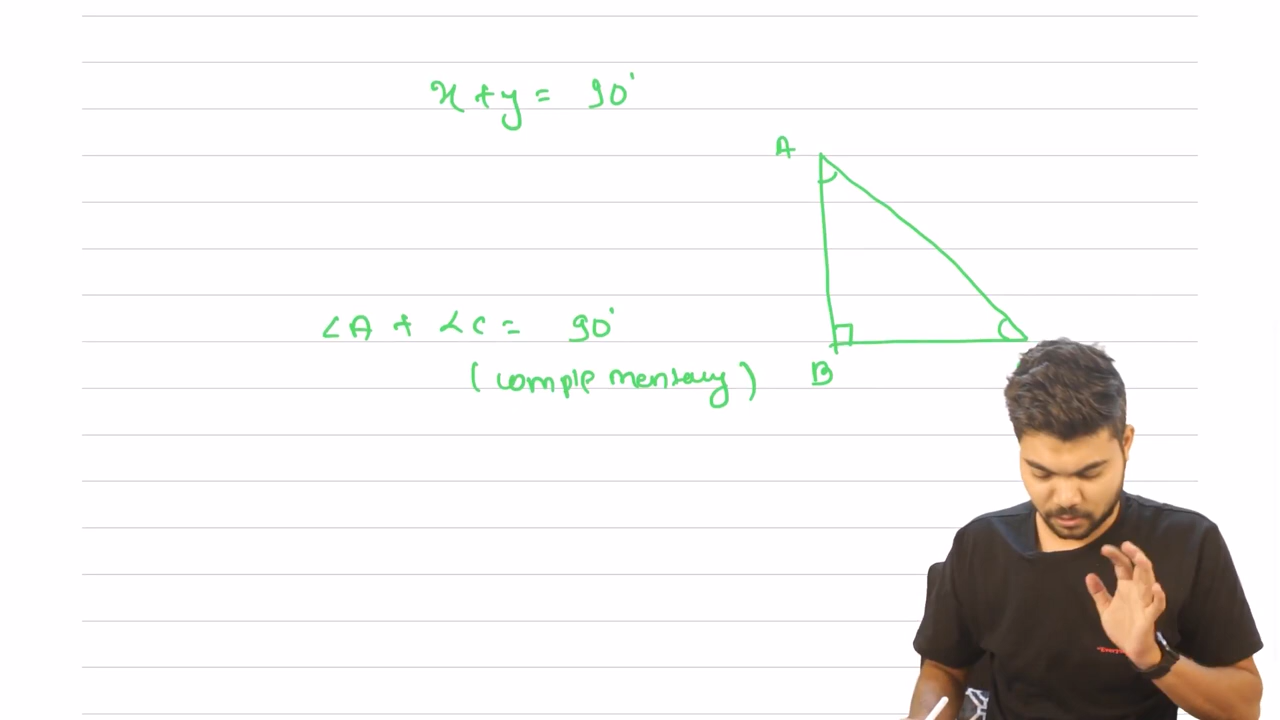 x + y = 90°
A
∠A + ∠C = 90°
(complementary)
B